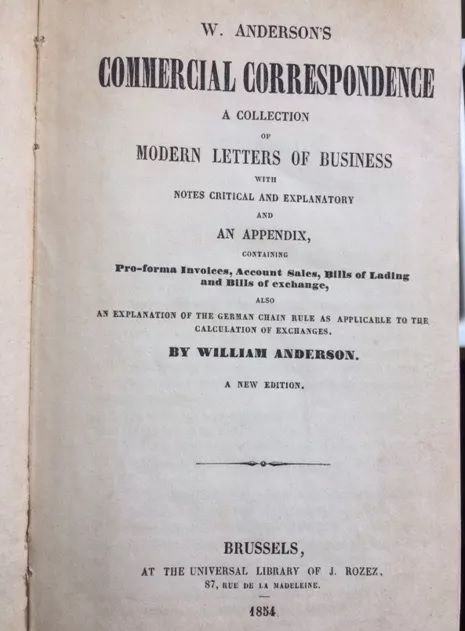 W. ANDERSON'S
COMMERCIAL CORRESPONDENCE
A COLLECTION
OF
MODERN LETTERS OF BUSINESS
WITH
NOTES CRITICAL AND EXPLANATORY
AND
AN APPENDIX,
CONTAINING
Pro-forma Invoices, Account Sales, Bills of Lading
and Bills of exchange,
ALSO
AN EXPLANATION OF THE GERMAN CHAIN RULE AS APPLICABLE TO THE
CALCULATION OF EXCHANGES.
BY WILLIAM ANDERSON.
A NEW EDITION.
BRUSSELS,
AT THE UNIVERSAL LIBRARY OF J. ROZEZ,
87, RUE DE LA MADELEINE.
1854